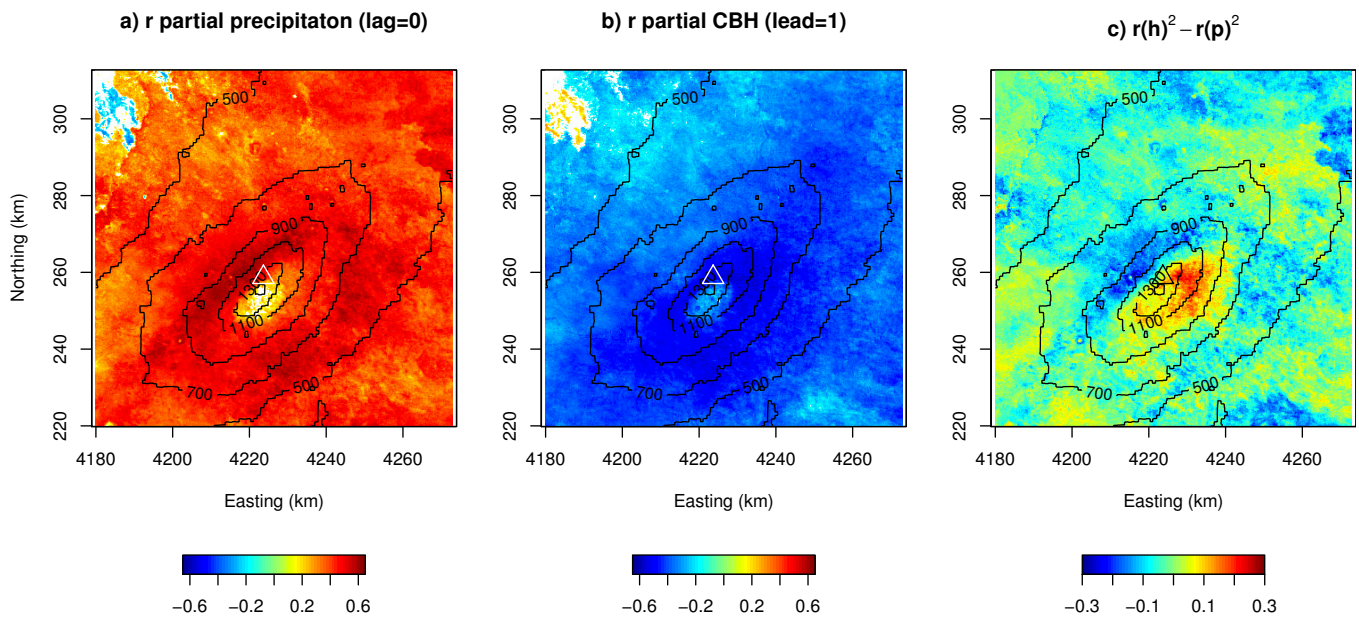 a) r partial precipitaton (lag=0)
b) r partial CBH (lead=1)
c) r(h)² − r(p)²
500
900
1380
1100
700
500
500
900
1380
1100
700
500
500
900
1380
1100
700
500
Northing (km)
300
280
260
240
220
300
280
260
240
220
300
280
260
240
220
4180 4200 4220 4240 4260
4180 4200 4220 4240 4260
4180 4200 4220 4240 4260
Easting (km)
Easting (km)
Easting (km)
−0.6 −0.2 0.2 0.6
−0.6 −0.2 0.2 0.6
−0.3 −0.1 0.1 0.3